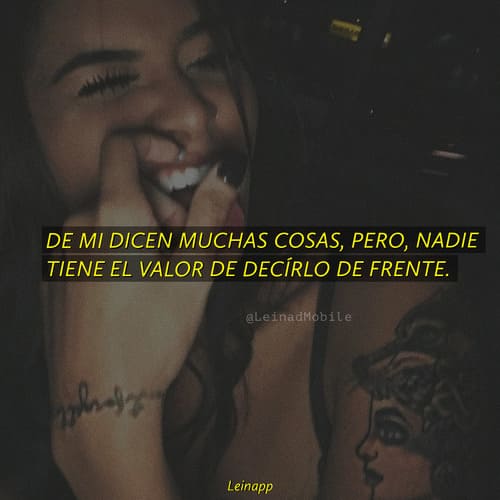 DE MI DICEN MUCHAS COSAS, PERO, NADIE
TIENE EL VALOR DE DECÍRLO DE FRENTE.
@LeinadMobile
Leinapp